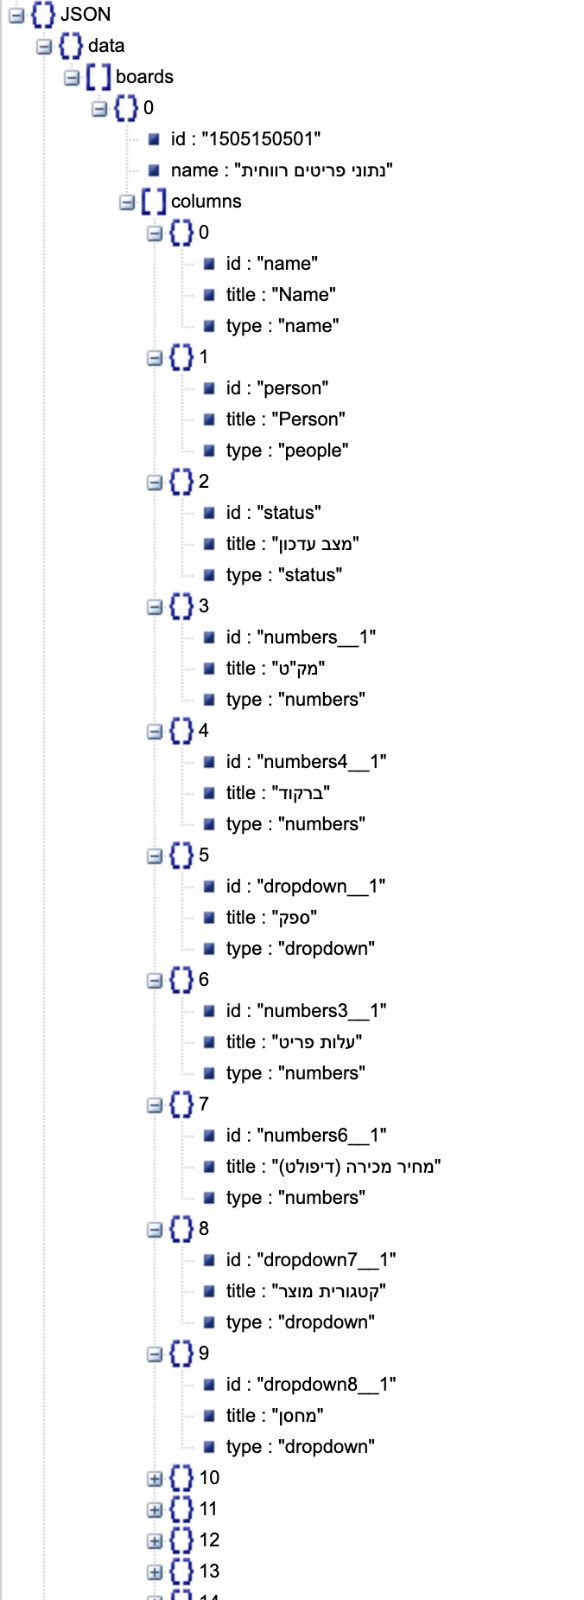 JSON
data
boards
0
id : "1505150501"
name : "נתוני פריטים רווחית"
columns
0
id : "name"
title : "Name"
type : "name"
1
id : "person"
title : "Person"
type : "people"
2
id : "status"
title : "מצב עדכון"
type : "status"
3
id : "numbers__1"
title : "מק"ט"
type : "numbers"
4
id : "numbers4__1"
title : "ברקוד"
type : "numbers"
5
id : "dropdown__1"
title : "ספק"
type : "dropdown"
6
id : "numbers3__1"
title : "עלות פריט"
type : "numbers"
7
id : "numbers6__1"
title : "מחיר מכירה (דיפולט)"
type : "numbers"
8
id : "dropdown7__1"
title : "קטגורית מוצר"
type : "dropdown"
9
id : "dropdown8__1"
title : "מחסן"
type : "dropdown"
10
11
12
13